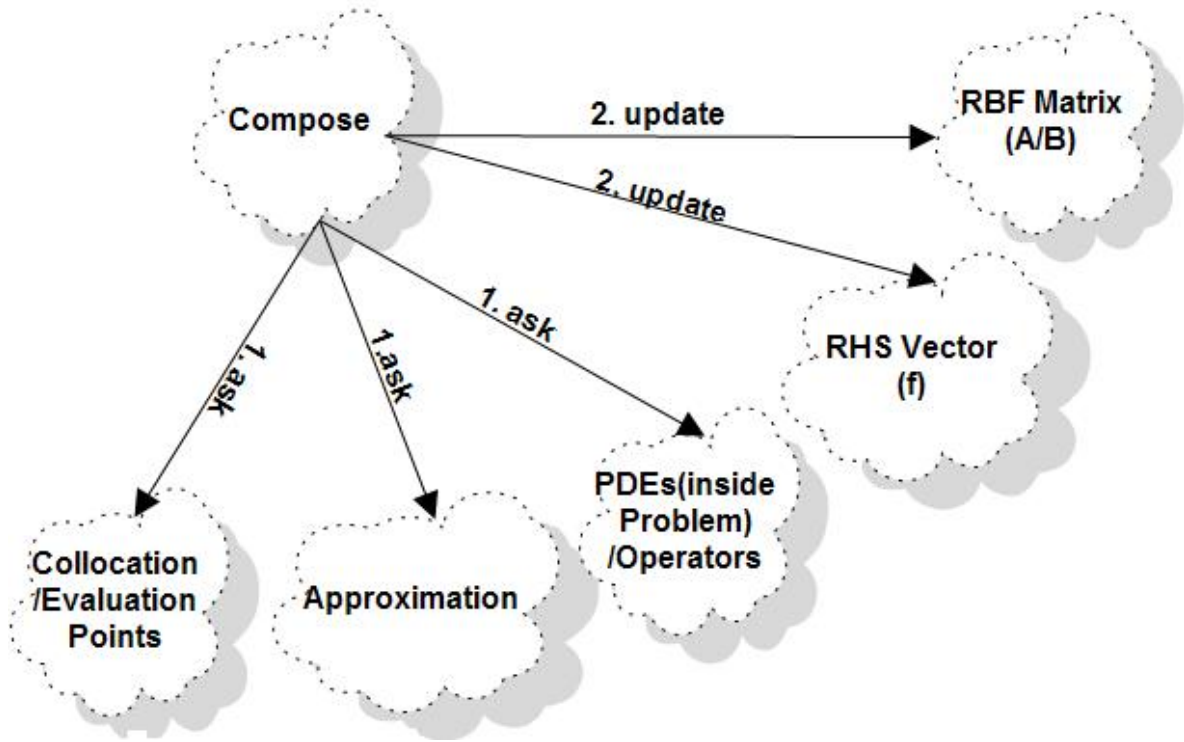 Compose
2. update
RBF Matrix
(A/B)
2. update
RHS Vector
(f)
1. ask
1.ask
1. ask
PDEs(inside
Problem)
/Operators
Collocation
/Evaluation
Points
Approximation